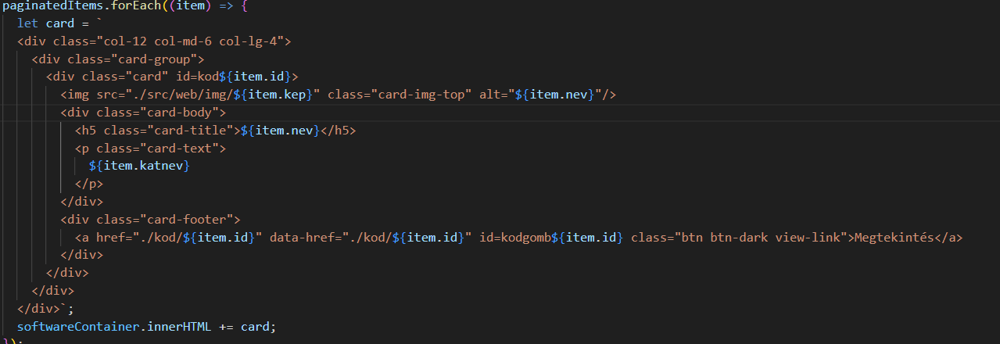 paginatedItems.forEach((item) => {
let card = `
<div class="col-12 col-md-6 col-lg-4">
<div class="card-group">
<div class="card" id=kod${item.id}>
<img src="./src/web/img/${item.kep}" class="card-img-top" alt="${item.nev}"/>
<div class="card-body">
<h5 class="card-title">${item.nev}</h5>
<p class="card-text">
${item.katnev}
</p>
</div>
<div class="card-footer">
<a href="./kod/${item.id}" data-href="./kod/${item.id}" id=kodgomb${item.id} class="btn btn-dark view-link">Megtekintés</a>
</div>
</div>
</div>
</div>`;
softwareContainer.innerHTML += card;
});